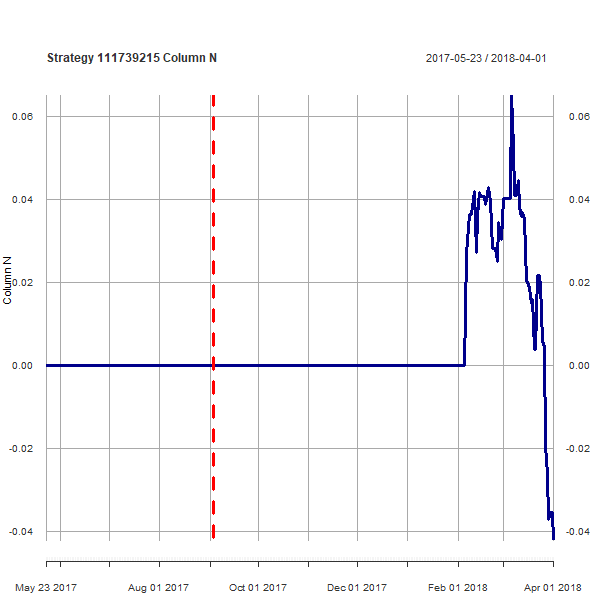 Strategy 111739215 Column N
2017-05-23 / 2018-04-01
0.06
0.06
0.04
0.04
0.02
0.02
Column N
0.00
0.00
-0.02
-0.02
-0.04
-0.04
May 23 2017
Aug 01 2017
Oct 01 2017
Dec 01 2017
Feb 01 2018
Apr 01 2018